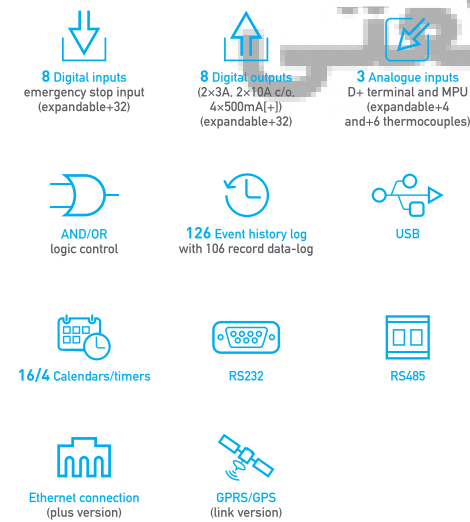 8 Digital inputs
emergency stop input
(expandable+32)
8 Digital outputs
(2×3A, 2×10A c/o,
4×500mA[+])
(expandable+32)
3 Analogue inputs
D+ terminal and MPU
(expandable+4
and+6 thermocouples)
AND/OR
logic control
126 Event history log
with 106 record data-log
USB
16/4 Calendars/timers
RS232
RS485
Ethernet connection
(plus version)
GPRS/GPS
(link version)